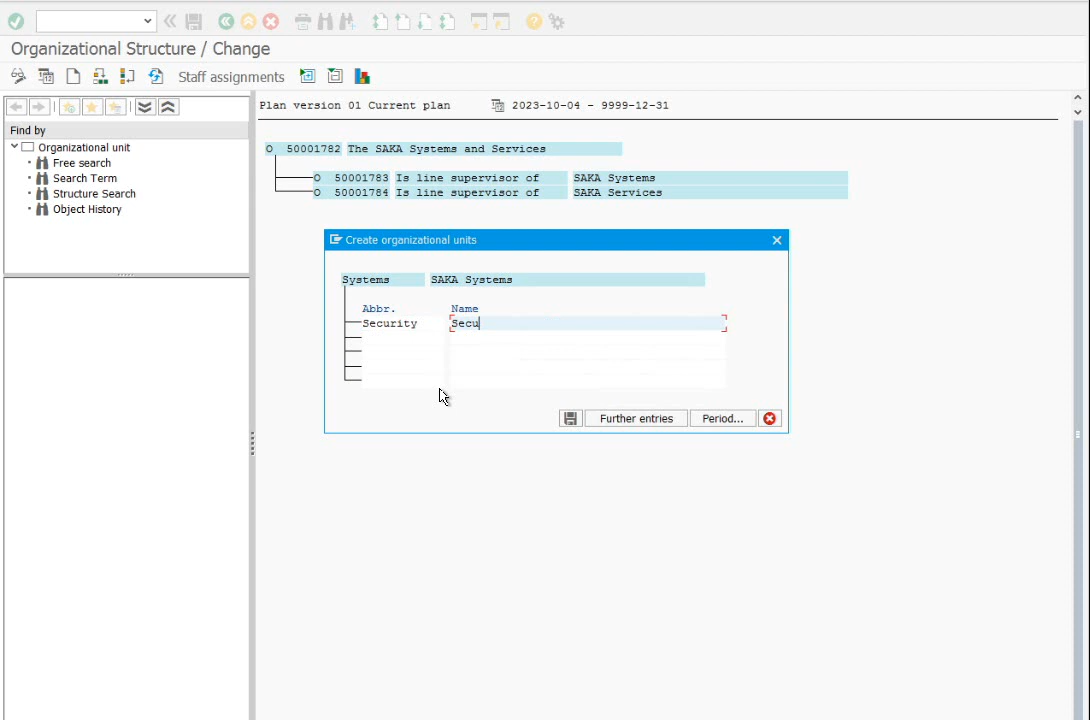 Organizational Structure / Change
Staff assignments
Find by
Organizational unit
Free search
Search Term
Structure Search
Object History
Plan version 01 Current plan 2023-10-04 - 9999-12-31
O 50001782 The SAKA Systems and Services
O 50001783 Is line supervisor of SAKA Systems
O 50001784 Is line supervisor of SAKA Services
Create organizational units
Systems SAKA Systems
Abbr. Name
Security Secu
Further entries Period...